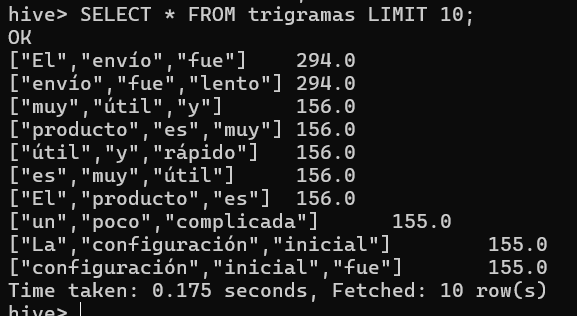 hive> SELECT * FROM trigramas LIMIT 10;
OK
["El","envío","fue"]	294.0
["envío","fue","lento"]	294.0
["muy","útil","y"]	156.0
["producto","es","muy"]	156.0
["útil","y","rápido"]	156.0
["es","muy","útil"]	156.0
["El","producto","es"]	156.0
["un","poco","complicada"]	155.0
["La","configuración","inicial"]	155.0
["configuración","inicial","fue"]	155.0
Time taken: 0.175 seconds, Fetched: 10 row(s)
hive>